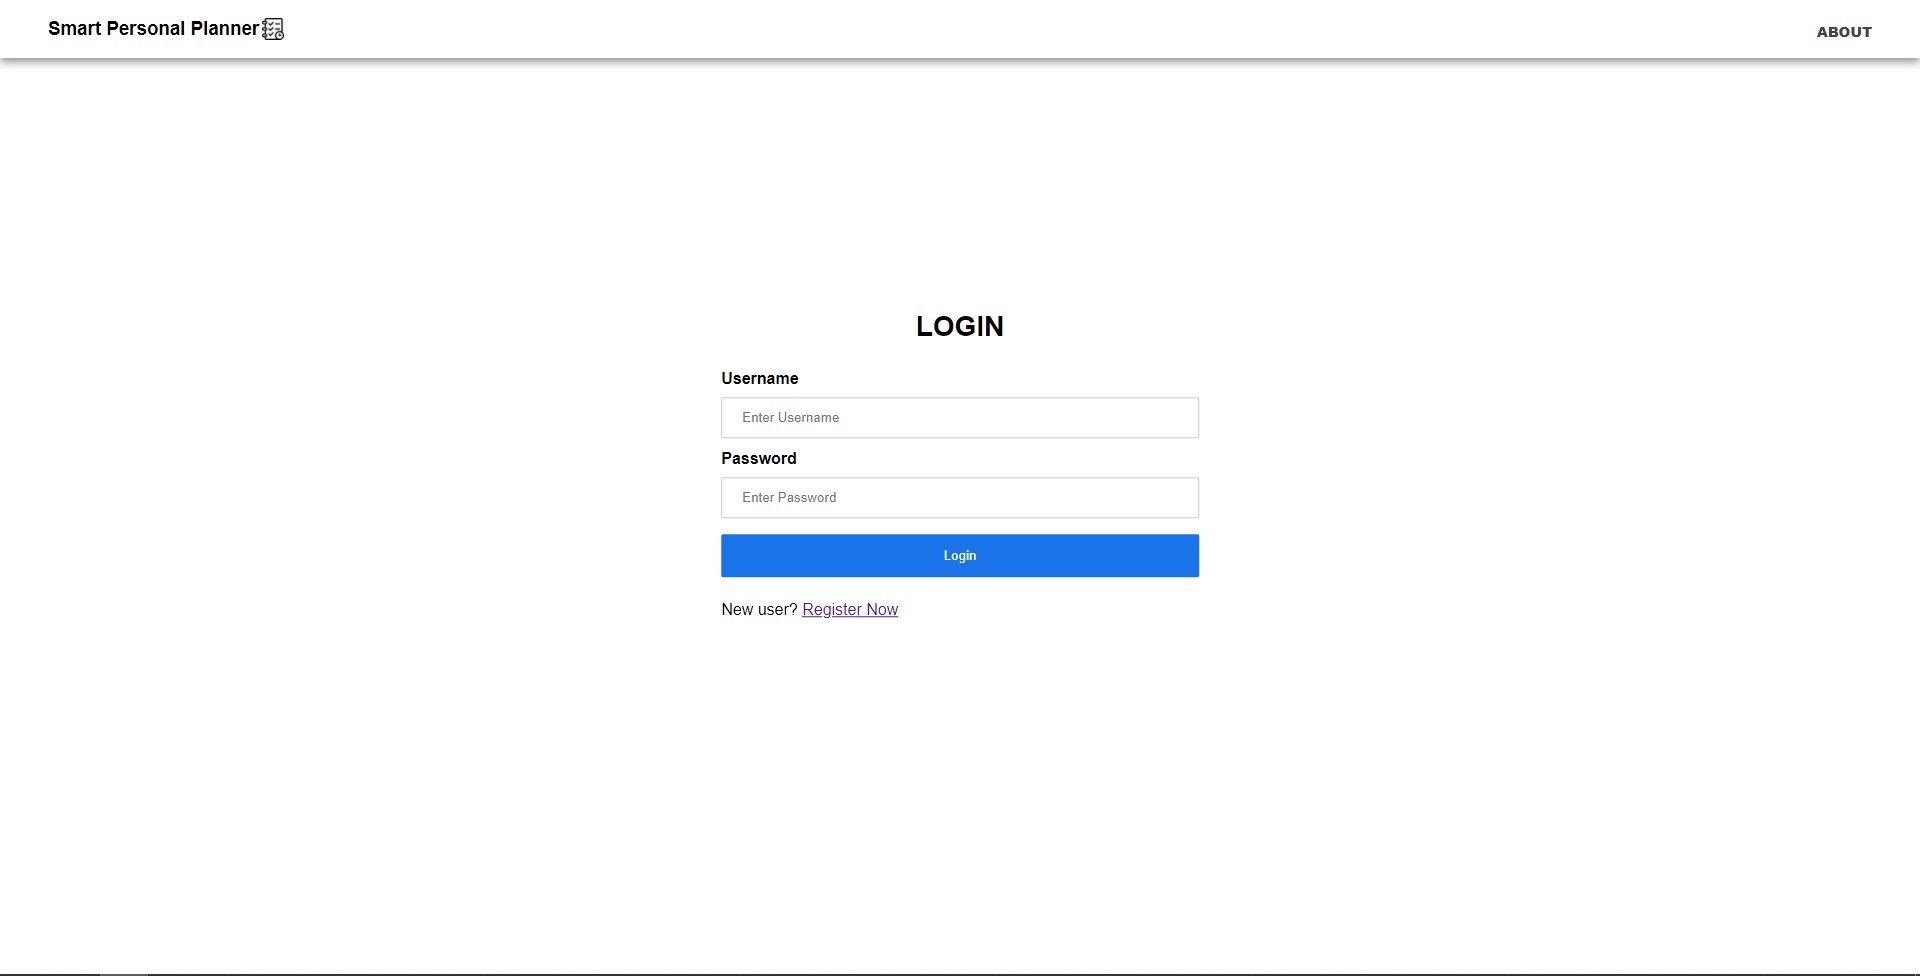 Smart Personal Planner
ABOUT
LOGIN
Username
Enter Username
Password
Enter Password
Login
New user? Register Now